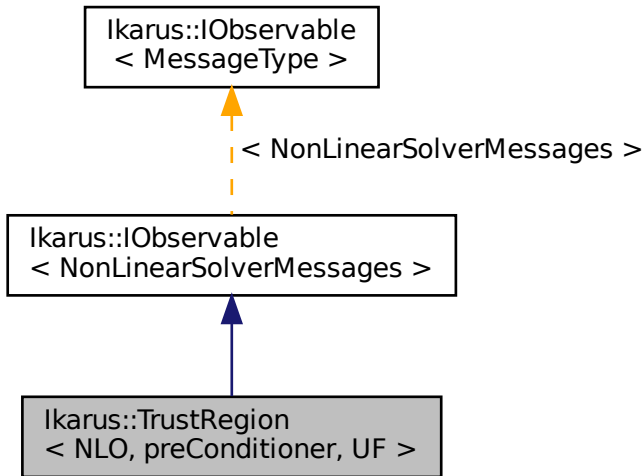 Ikarus::IObservable
< MessageType >
< NonLinearSolverMessages >
Ikarus::IObservable
< NonLinearSolverMessages >
Ikarus::TrustRegion
< NLO, preConditioner, UF >